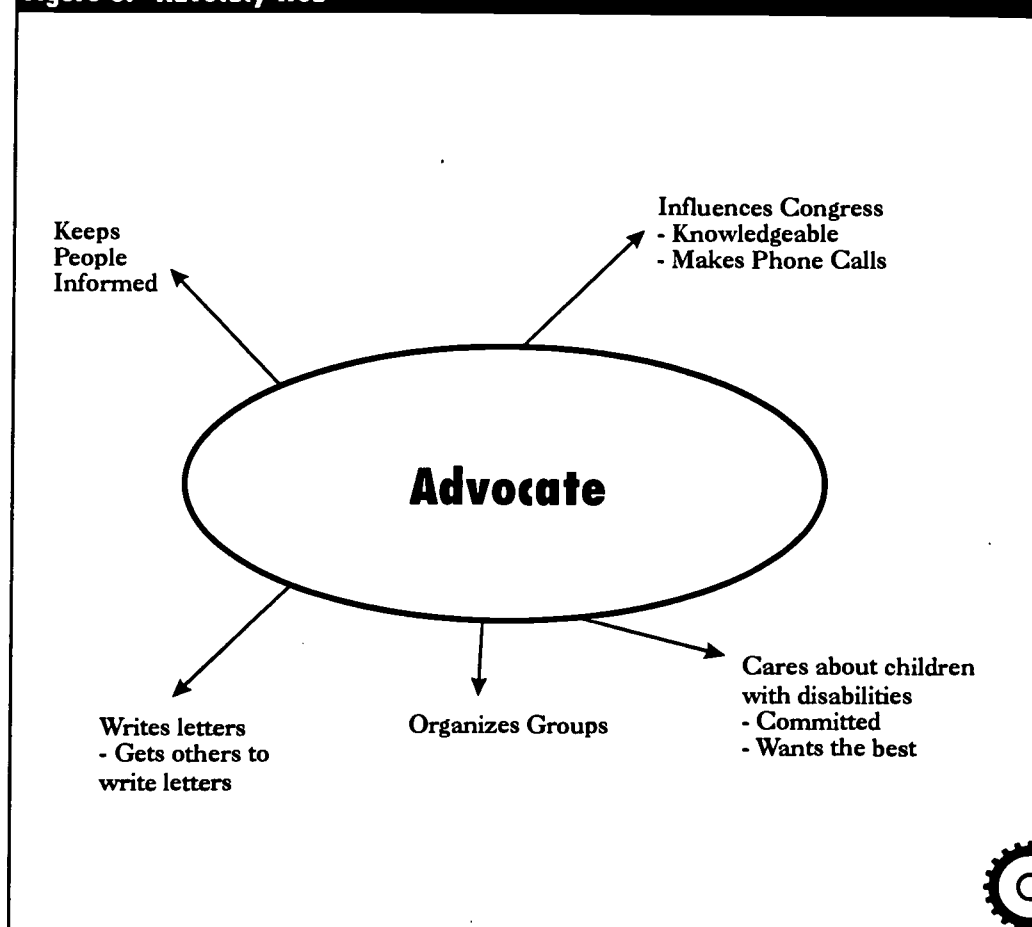 Keeps
People
Informed
Influences Congress
- Knowledgeable
- Makes Phone Calls
Advocate
Writes letters
- Gets others to
write letters
Organizes Groups
Cares about children
with disabilities
- Committed
- Wants the best